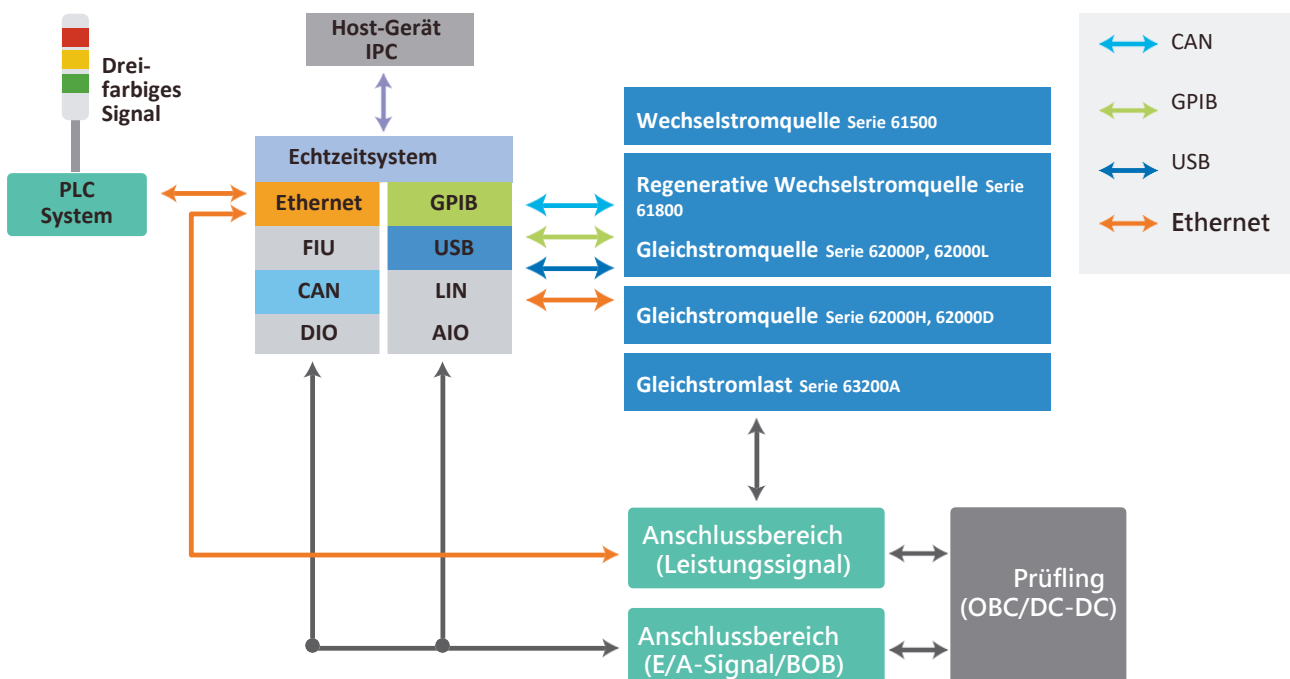 Drei-
farbiges
Signal
PLC
System
Host-Gerät
IPC
Echtzeitsystem
Ethernet
GPIB
FIU
USB
CAN
LIN
DIO
AIO
Wechselstromquelle Serie 61500
Regenerative Wechselstromquelle Serie
61800
Gleichstromquelle Serie 62000P, 62000L
Gleichstromquelle Serie 62000H, 62000D
Gleichstromlast Serie 63200A
CAN
GPIB
USB
Ethernet
Anschlussbereich
(Leistungssignal)
Anschlussbereich
(E/A-Signal/BOB)
Prüfling
(OBC/DC-DC)